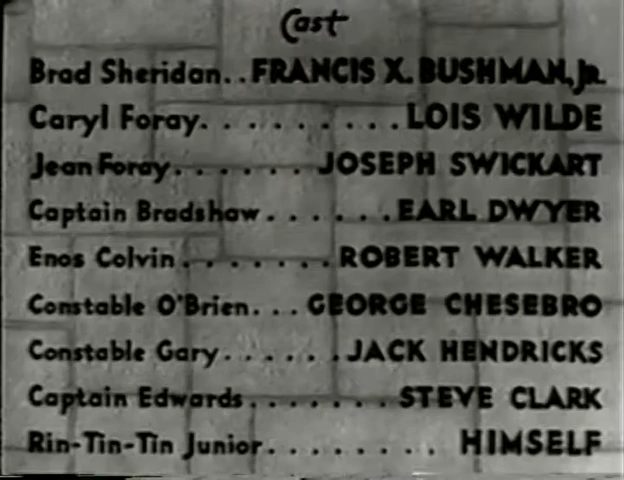 Cast
Brad Sheridan..FRANCIS X. BUSHMAN, Jr.
Caryl Foray.........LOIS WILDE
Jean Foray......JOSEPH SWICKART
Captain Bradshaw......EARL DWYER
Enos Colvin.......ROBERT WALKER
Constable O'Brien...GEORGE CHESEBRO
Constable Gary......JACK HENDRICKS
Captain Edwards.......STEVE CLARK
Rin-Tin-Tin Junior........HIMSELF